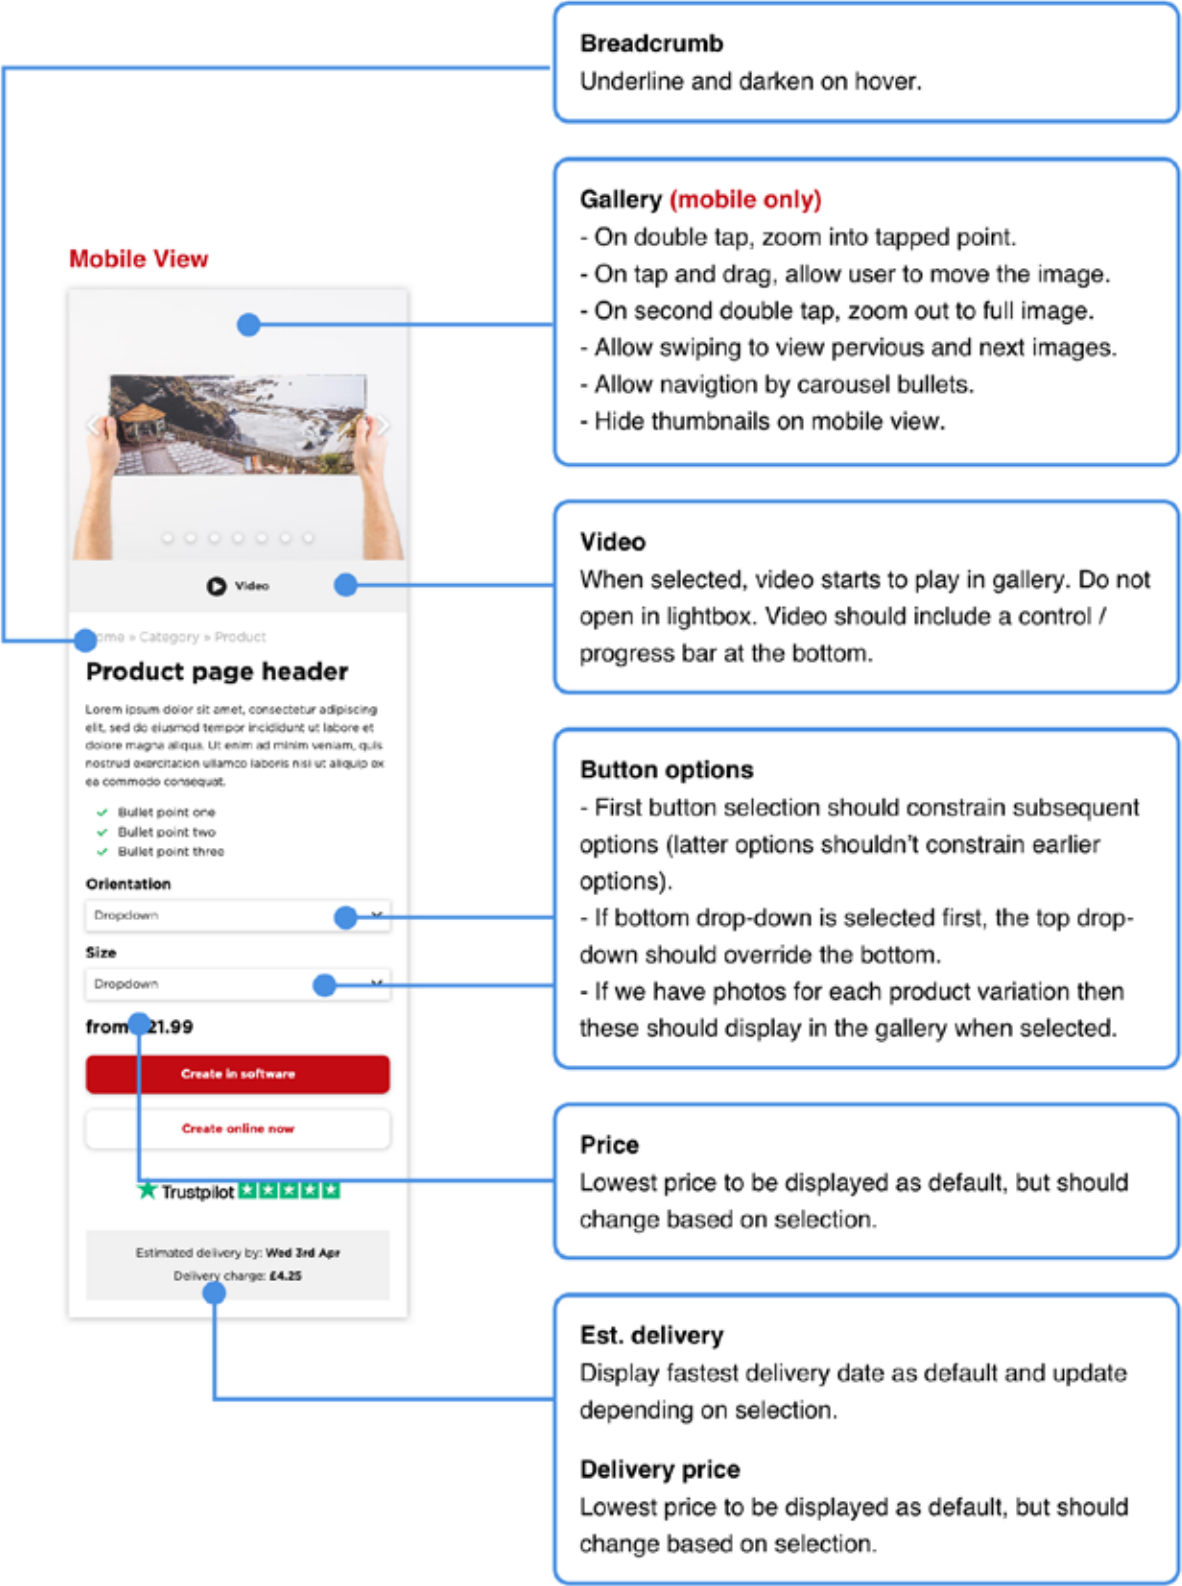 Breadcrumb
Underline and darken on hover.
Gallery (mobile only)
- On double tap, zoom into tapped point.
- On tap and drag, allow user to move the image.
- On second double tap, zoom out to full image.
- Allow swiping to view pervious and next images.
- Allow navigtion by carousel bullets.
- Hide thumbnails on mobile view.
Video
When selected, video starts to play in gallery. Do not
open in lightbox. Video should include a control /
progress bar at the bottom.
Button options
- First button selection should constrain subsequent
options (latter options shouldn't constrain earlier
options).
- If bottom drop-down is selected first, the top drop-
down should override the bottom.
- If we have photos for each product variation then
these should display in the gallery when selected.
Price
Lowest price to be displayed as default, but should
change based on selection.
Est. delivery
Display fastest delivery date as default and update
depending on selection.
Delivery price
Lowest price to be displayed as default, but should
change based on selection.
Mobile View
Video
ome » Category » Product
Product page header
Lorem ipsum dolor sit amet, consectetur adipiscing
elit, sed do eiusmod tempor incididunt ut labore et
dolore magna aliqua. Ut enim ad minim veniam, quis
nostrud exercitation ullamco laboris nisi ut aliquip ex
ea commodo consequat.
Bullet point one
Bullet point two
Bullet point three
Orientation
Dropdown
Size
Dropdown
from 21.99
Create in software
Create online now
Trustpilot
Estimated delivery by: Wed 3rd Apr
Delivery charge: £4.25